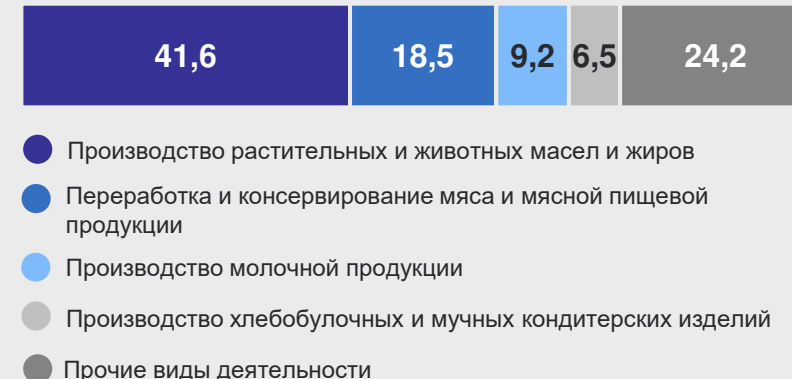 41,6 18,5 9,2 6,5 24,2
Производство растительных и животных масел и жиров
Переработка и консервирование мяса и мясной пищевой
продукции
Производство молочной продукции
Производство хлебобулочных и мучных кондитерских изделий
Прочие виды деятельности